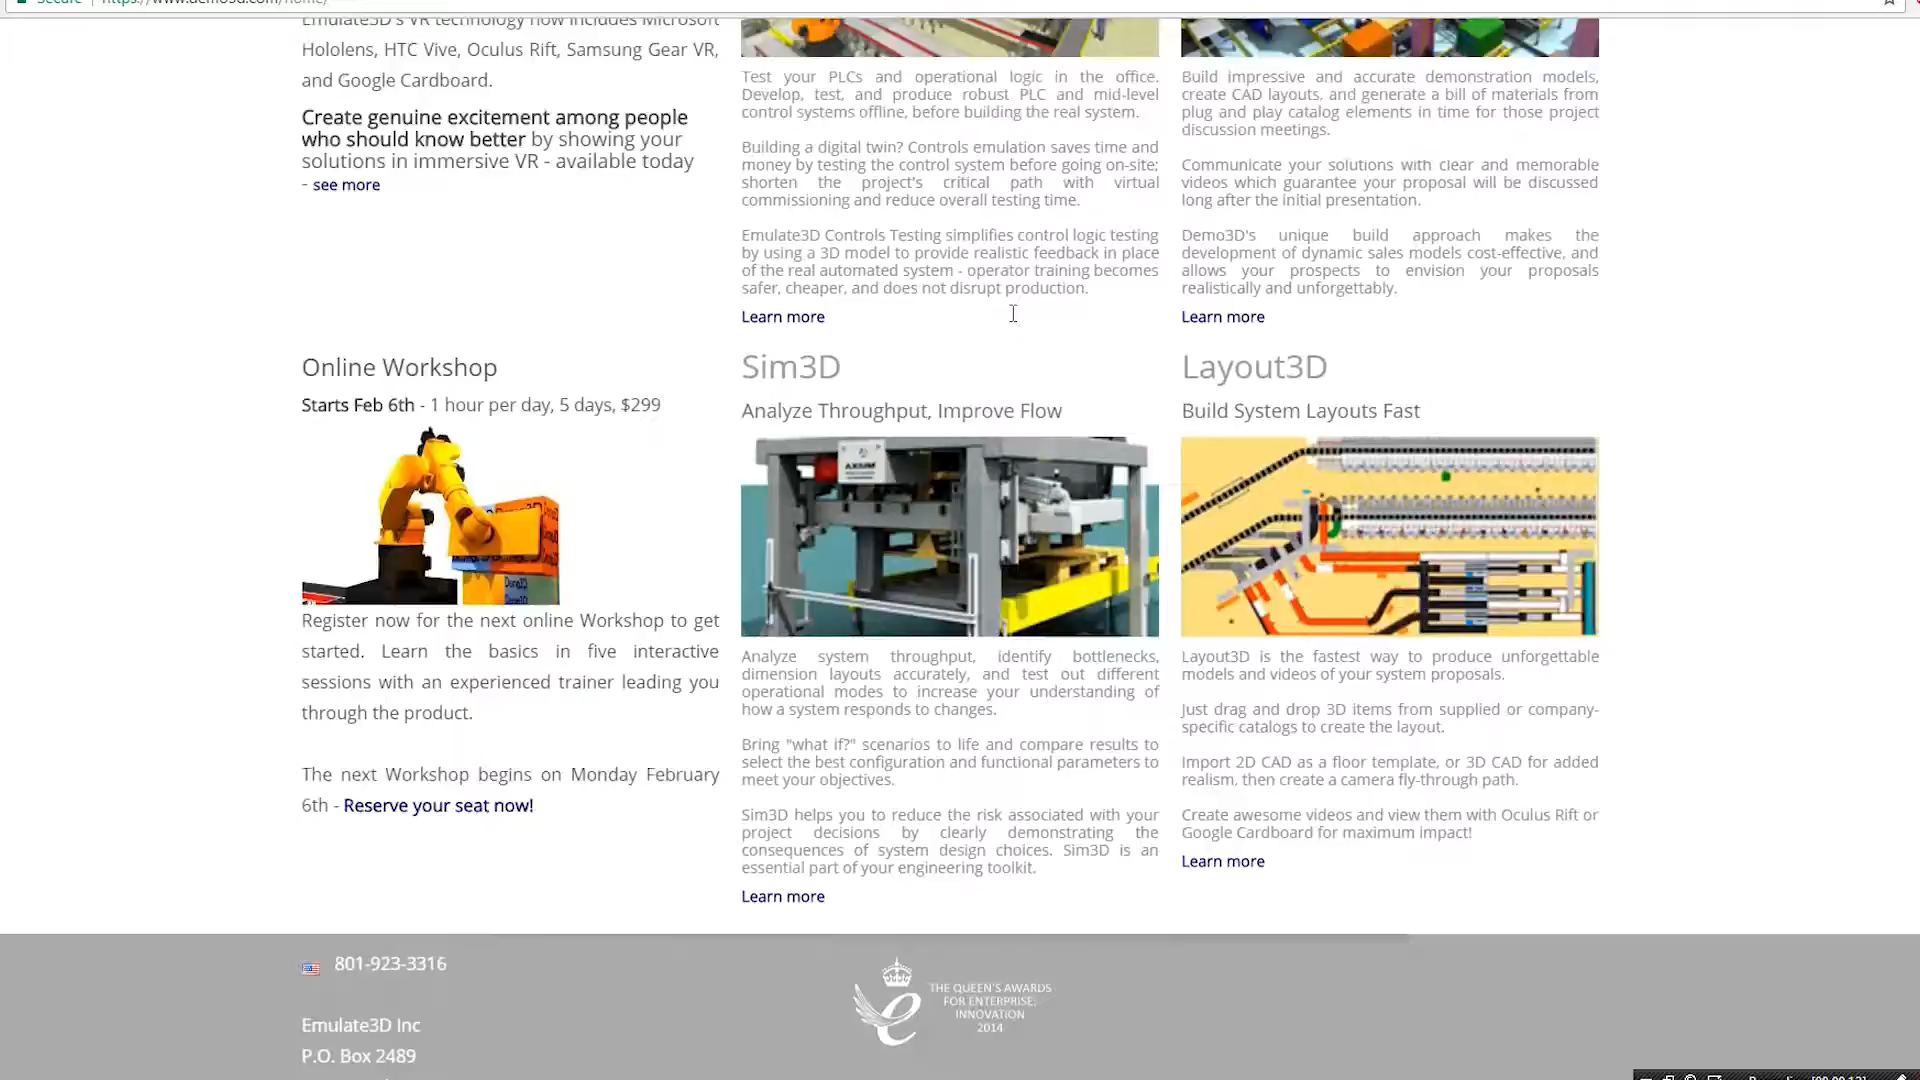 Secure
Emulate3D's VR technology now includes Microsoft
Hololens, HTC Vive, Oculus Rift, Samsung Gear VR,
and Google Cardboard.
Create genuine excitement among people
who should know better by showing your
solutions in immersive VR - available today
- see more
Test your PLCs and operational logic in the office.
Develop, test, and produce robust PLC and mid-level
control systems offline, before building the real system.
Building a digital twin? Controls emulation saves time and
money by testing the control system before going on-site;
shorten the project's critical path with virtual
commissioning and reduce overall testing time.
Emulate3D Controls Testing simplifies control logic testing
by using a 3D model to provide realistic feedback in place
of the real automated system - operator training becomes
safer, cheaper, and does not disrupt production.
Learn more
Build impressive and accurate demonstration models,
create CAD layouts, and generate a bill of materials from
plug and play catalog elements in time for those project
discussion meetings.
Communicate your solutions with clear and memorable
videos which guarantee your proposal will be discussed
long after the initial presentation.
Demo3D's unique build approach makes the
development of dynamic sales models cost-effective, and
allows your prospects to envision your proposals
realistically and unforgettably.
Learn more
Online Workshop
Starts Feb 6th - 1 hour per day, 5 days, $299
Demo3D
Register now for the next online Workshop to get
started. Learn the basics in five interactive
sessions with an experienced trainer leading you
through the product.
The next Workshop begins on Monday February
6th - Reserve your seat now!
Sim3D
Analyze Throughput, Improve Flow
AXIUM
Analyze system throughput, identify bottlenecks,
dimension layouts accurately, and test out different
operational modes to increase your understanding of
how a system responds to changes.
Bring "what if?" scenarios to life and compare results to
select the best configuration and functional parameters to
meet your objectives.
Sim3D helps you to reduce the risk associated with your
project decisions by clearly demonstrating the
consequences of system design choices. Sim3D is an
essential part of your engineering toolkit.
Learn more
Layout3D
Build System Layouts Fast
Layout3D is the fastest way to produce unforgettable
models and videos of your system proposals.
Just drag and drop 3D items from supplied or company-
specific catalogs to create the layout.
Import 2D CAD as a floor template, or 3D CAD for added
realism, then create a camera fly-through path.
Create awesome videos and view them with Oculus Rift or
Google Cardboard for maximum impact!
Learn more
801-923-3316
Emulate3D Inc
P.O. Box 2489
THE QUEEN'S AWARDS
FOR ENTERPRISE:
INNOVATION
2014